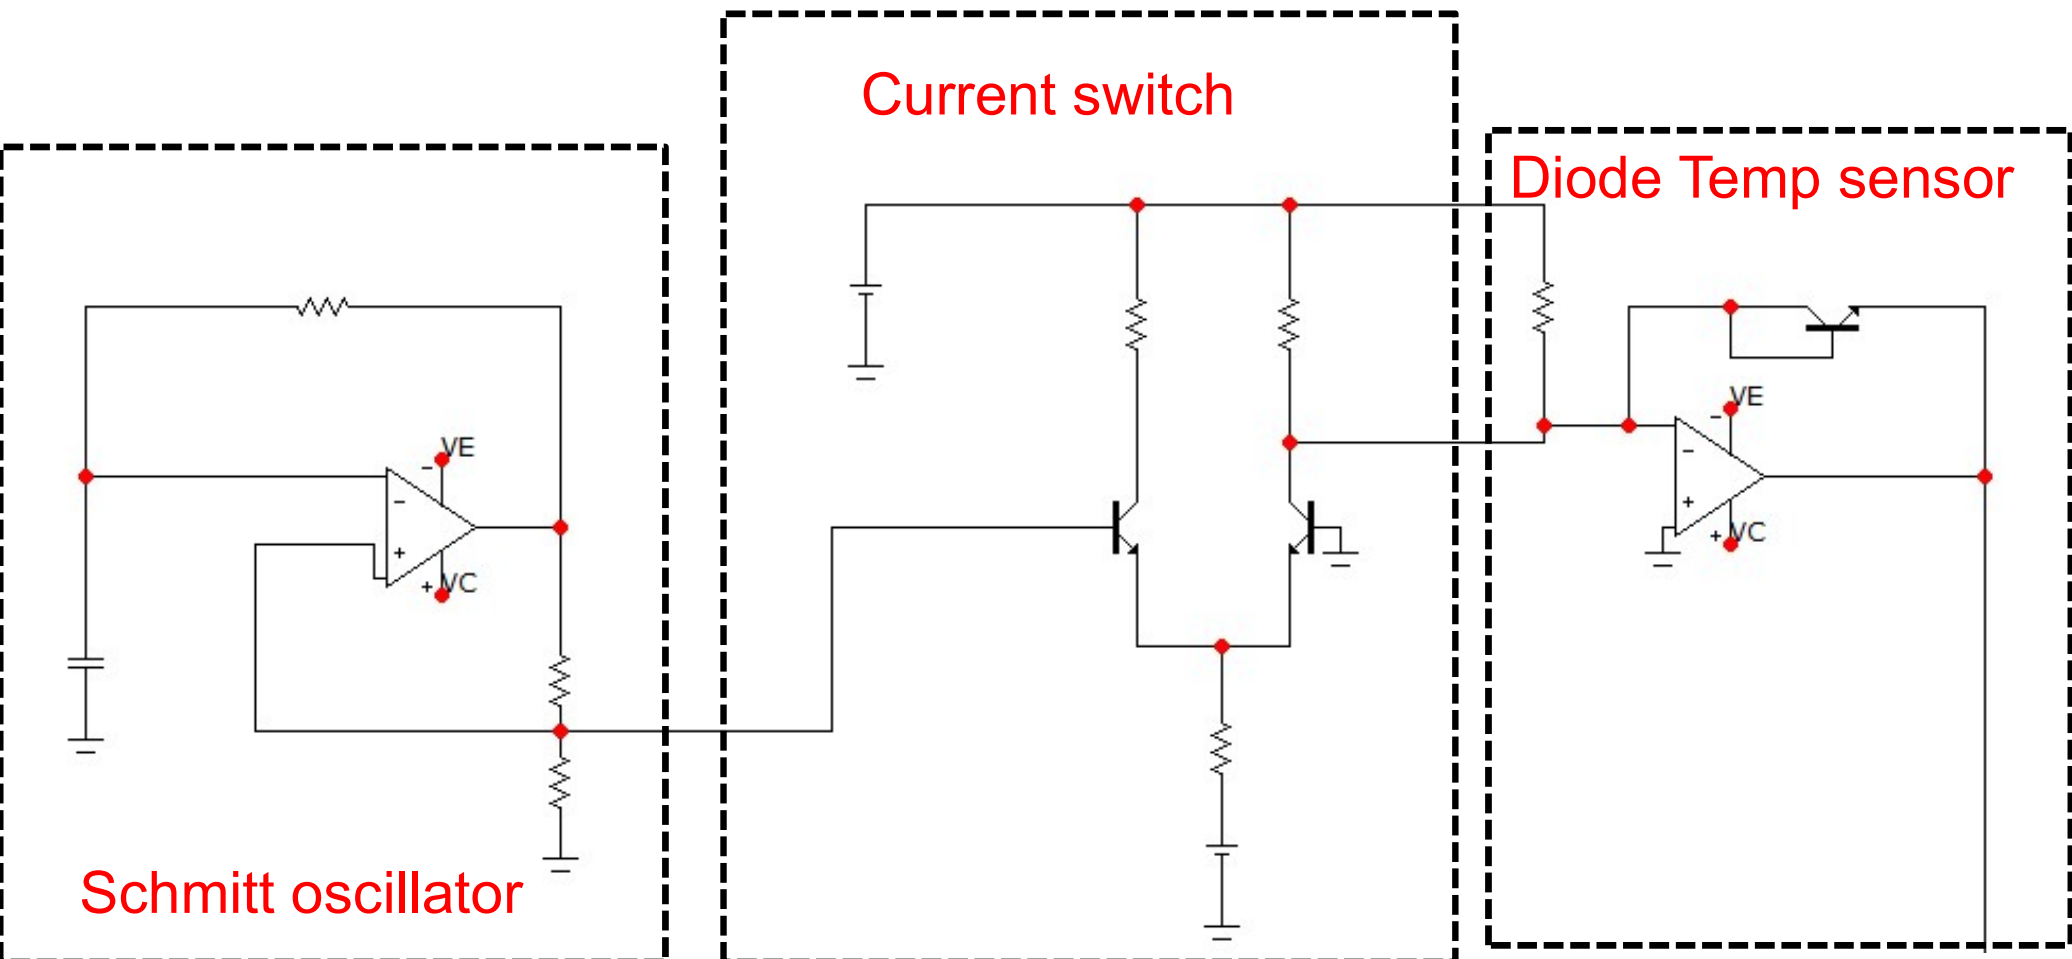 Current switch
Diode Temp sensor
VE
−
−
+
+
VC
VE
−
−
+
+
VC
Schmitt oscillator